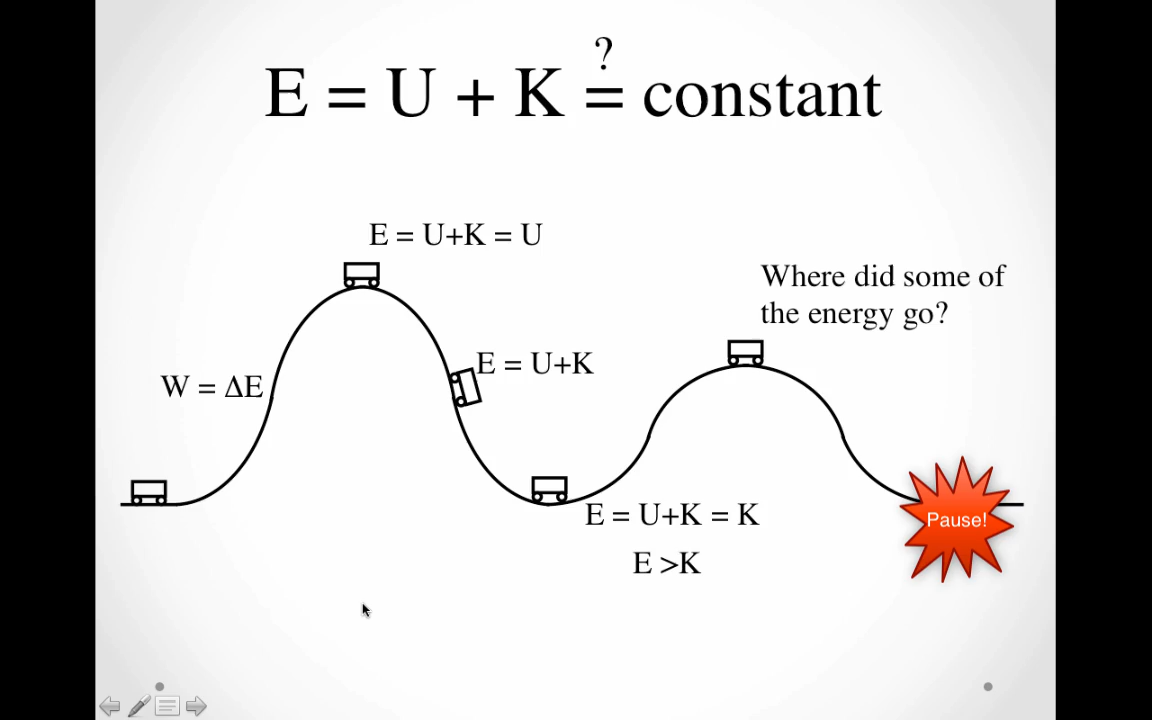 ?
E = U + K = constant
E = U+K = U
Where did some of
the energy go?
E = U+K
W = ΔE
E = U+K = K
E >K
Pause!